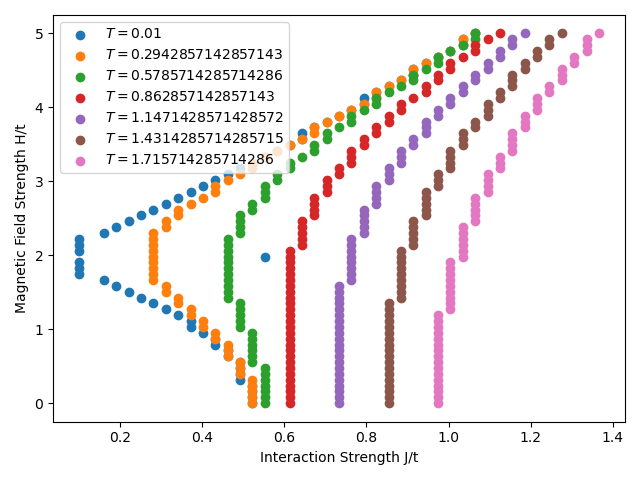 5
4
3
2
1
0
Magnetic Field Strength H/t
T = 0.01
T = 0.2942857142857143
T = 0.5785714285714286
T = 0.862857142857143
T = 1.1471428571428572
T = 1.4314285714285715
T = 1.715714285714286
0.2 0.4 0.6 0.8 1.0 1.2 1.4
Interaction Strength J/t